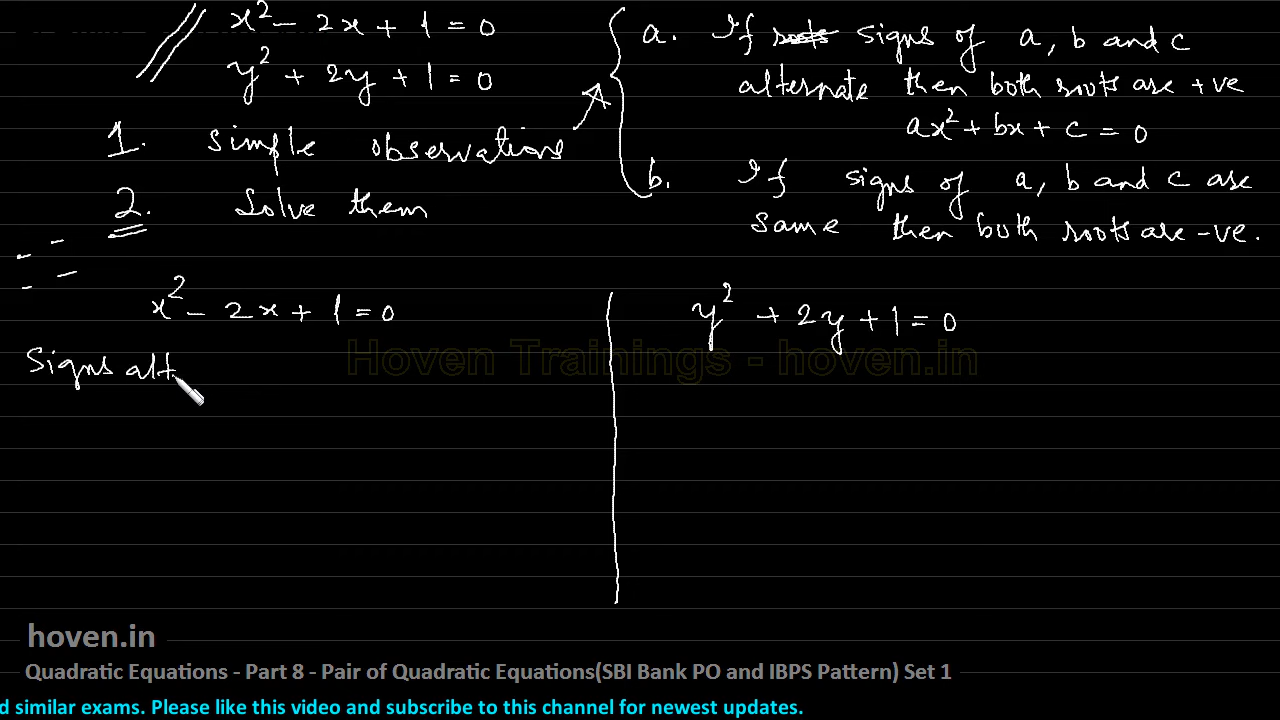 x² - 2x + 1 = 0
y² + 2y + 1 = 0
1. Simple observations
2. Solve them
a. If roots signs of a, b and c
alternate then both roots are +ve
ax² + bx + c = 0
b. If signs of a, b and c are
same then both roots are -ve.
x² - 2x + 1 = 0
Signs alt
y² + 2y + 1 = 0
Hoven Trainings - hoven.in
hoven.in
Quadratic Equations - Part 8 - Pair of Quadratic Equations(SBI Bank PO and IBPS Pattern) Set 1
d similar exams. Please like this video and subscribe to this channel for newest updates.